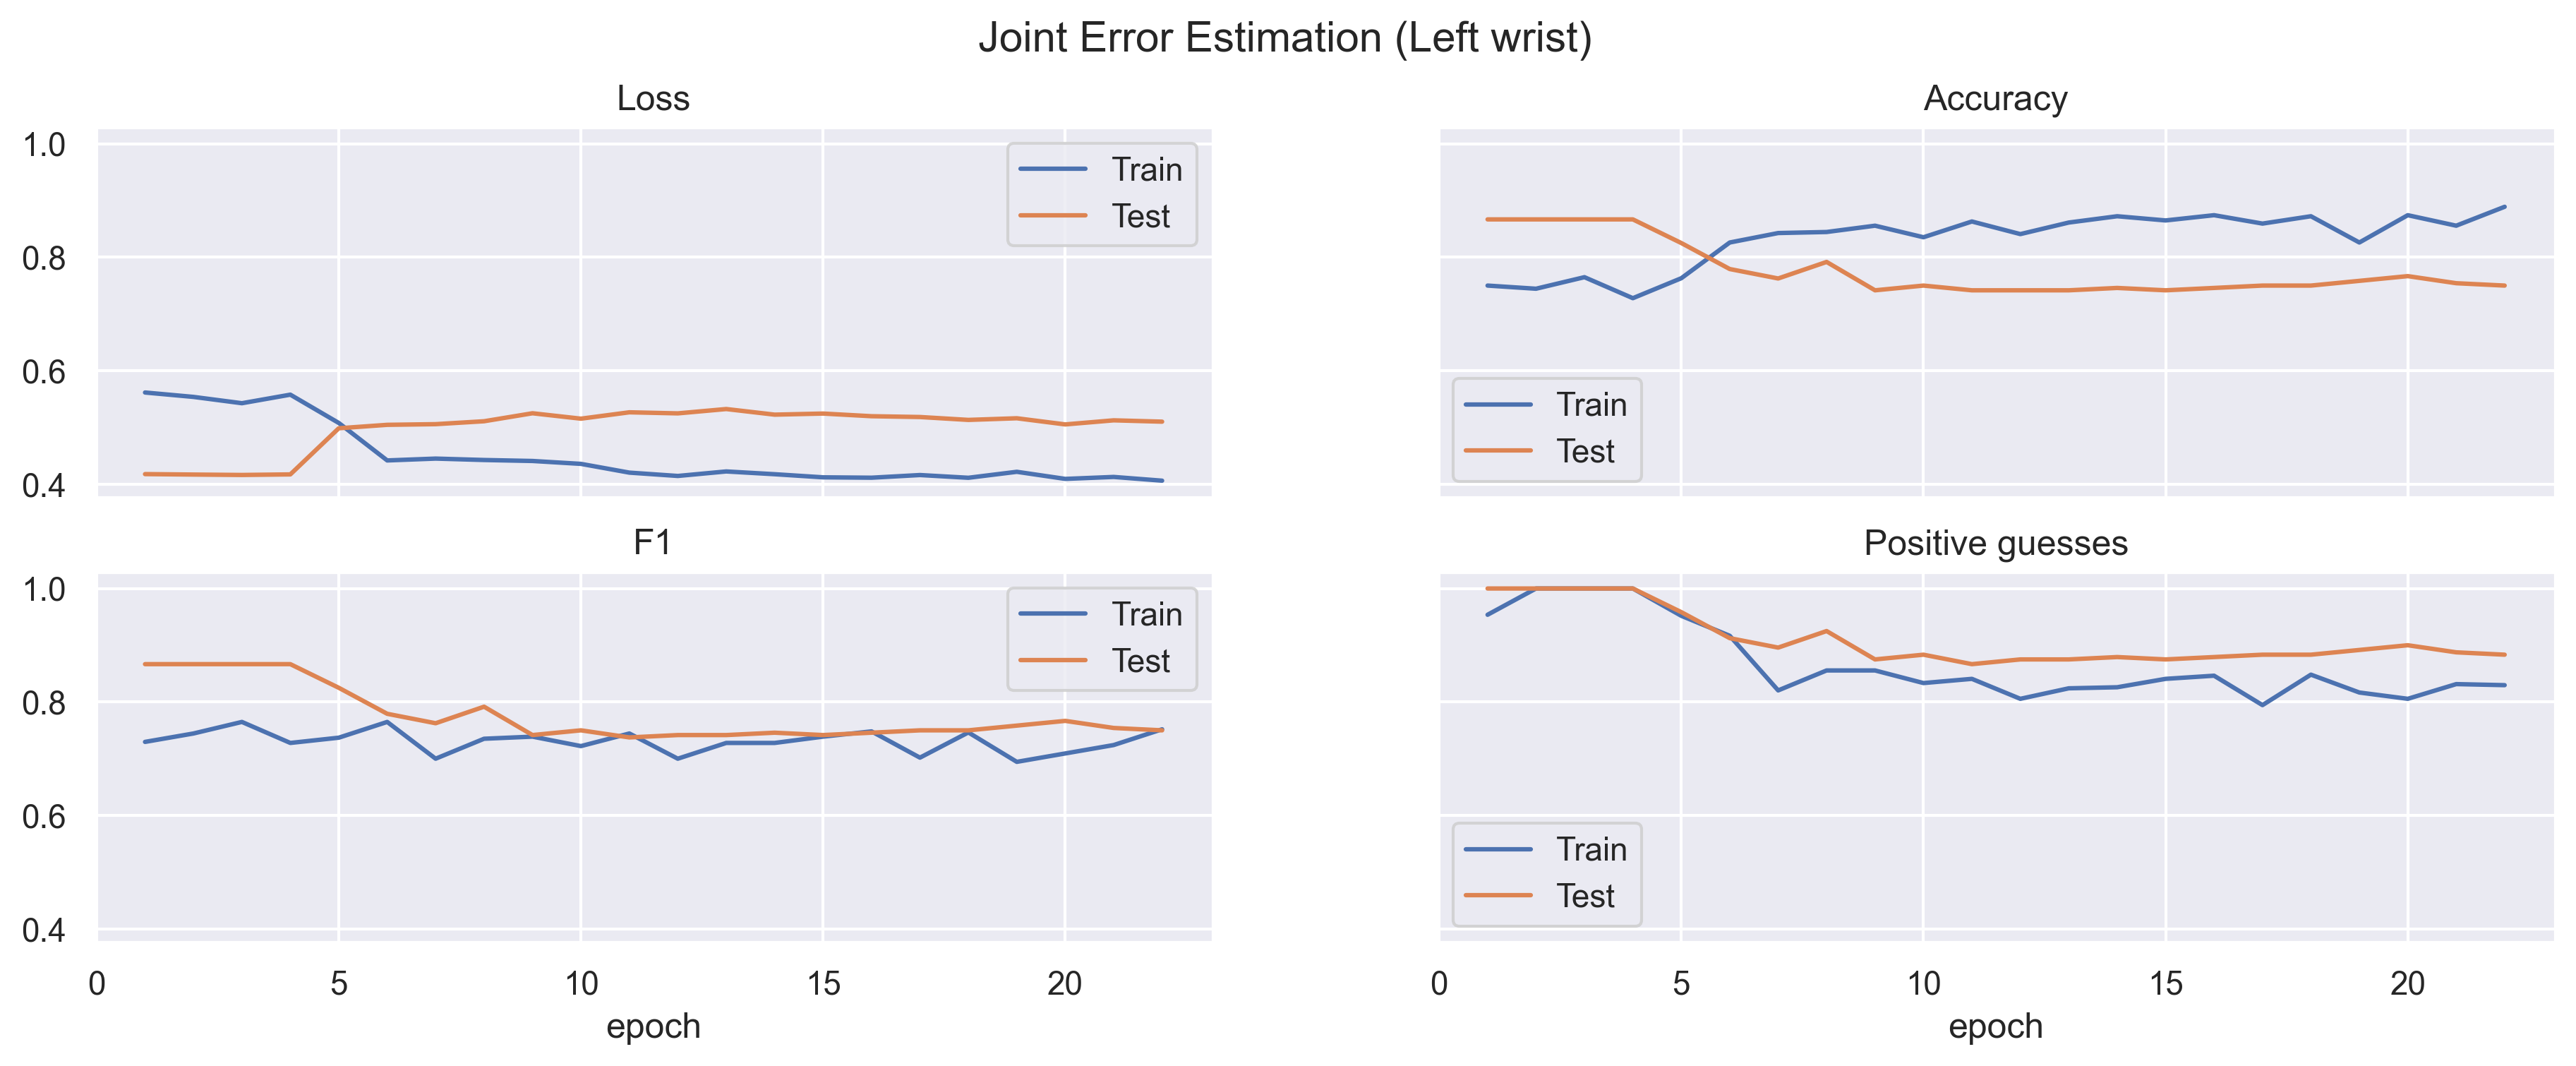 Joint Error Estimation (Left wrist)
Loss
1.0
0.8
0.6
0.4
Train
Test
Accuracy
Train
Test
F1
1.0
0.8
0.6
0.4
Train
Test
0 5 10 15 20
epoch
Positive guesses
Train
Test
0 5 10 15 20
epoch